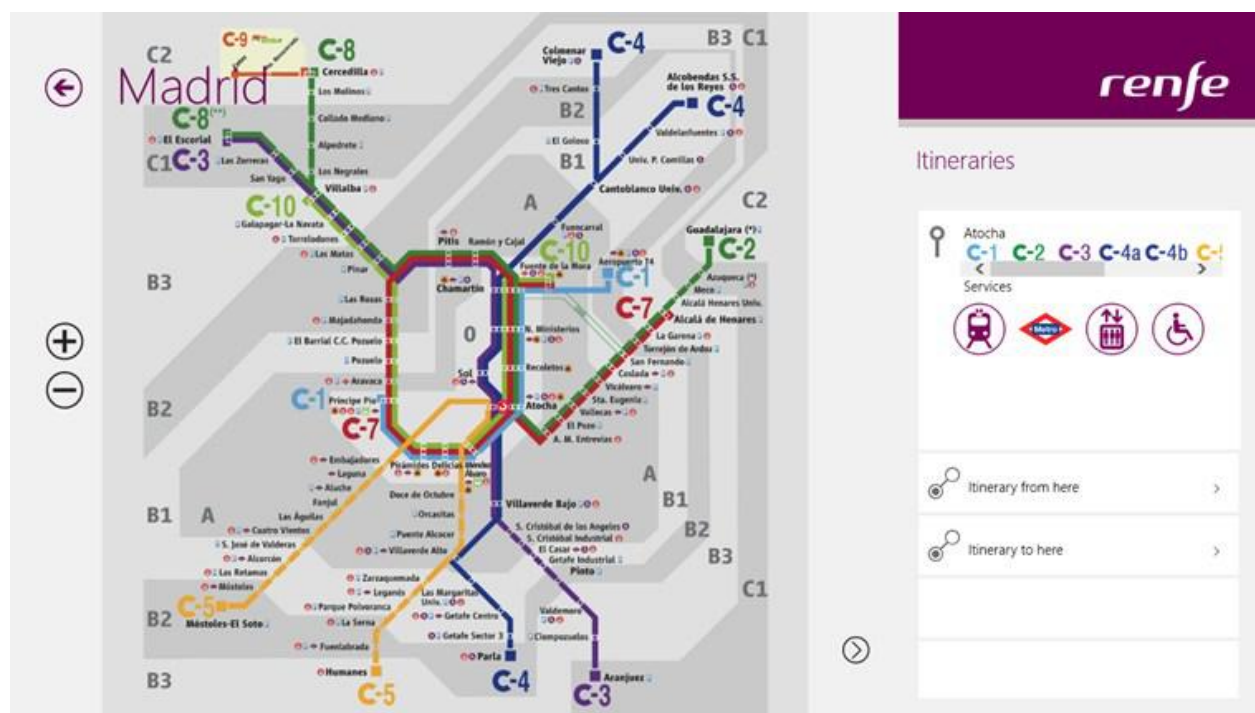 Madrid
C2
C-9
C-8
Cercedilla
Los Molinos
Collado Mediano
Alpedrete
Los Negrales
Villalba
C-8(**)
El Escorial
C1
C-3
Las Zorreras
San Yago
C-10
Galapagar-La Navata
Torrelodones
Las Matas
Pinar
B3
Las Rozas
Majadahonda
El Barrial C.C. Pozuelo
Pozuelo
Aravaca
C-1
Príncipe Pío
C-7
B2
Colmenar
Viejo
C-4
B3 C1
Tres Cantos
Alcobendas S.S.
de los Reyes
C-4
B2
El Goloso
B1
Valdelasfuentes
Univ. P. Comillas
Cantoblanco Univ.
A
C2
Fuencarral
Pitis
Ramón y Cajal
C-10
Fuente de la Mora
Aeropuerto T4
C-1
Chamartín
C-7
Guadalajara (*)
C-2
Azuqueca (*)
Meco
Alcalá Henares Univ.
Alcalá de Henares
La Garena
Torrejón de Ardoz
San Fernando
Coslada
Vicálvaro
Sta. Eugenia
Vallecas
El Pozo
A. M. Entrevías
0
N. Ministerios
Recoletos
Sol
Atocha
Pirámides
Delicias
Méndez
Álvaro
Embajadores
Laguna
Aluche
Fanjul
Las Águilas
Cuatro Vientos
S. José de Valderas
Alcorcón
Las Retamas
Móstoles
C-5
Móstoles-El Soto
B1
A
B2
B3
Doce de Octubre
Orcasitas
Puente Alcocer
Villaverde Alto
Zarzaquemada
Leganés
Parque Polvoranca
La Serna
Fuenlabrada
Humanes
C-5
Villaverde Bajo
Las Margaritas
Univ.
Getafe Centro
Getafe Sector 3
Parla
C-4
S. Cristóbal de los Angeles
S. Cristóbal Industrial
El Casar
Getafe Industrial
Pinto
Valdemoro
Ciempozuelos
Aranjuez
C-3
A
B1
B2
B3
C1
renfe
Itineraries
Atocha
C-1 C-2 C-3 C-4a C-4b
Services
Metro
Itinerary from here
Itinerary to here